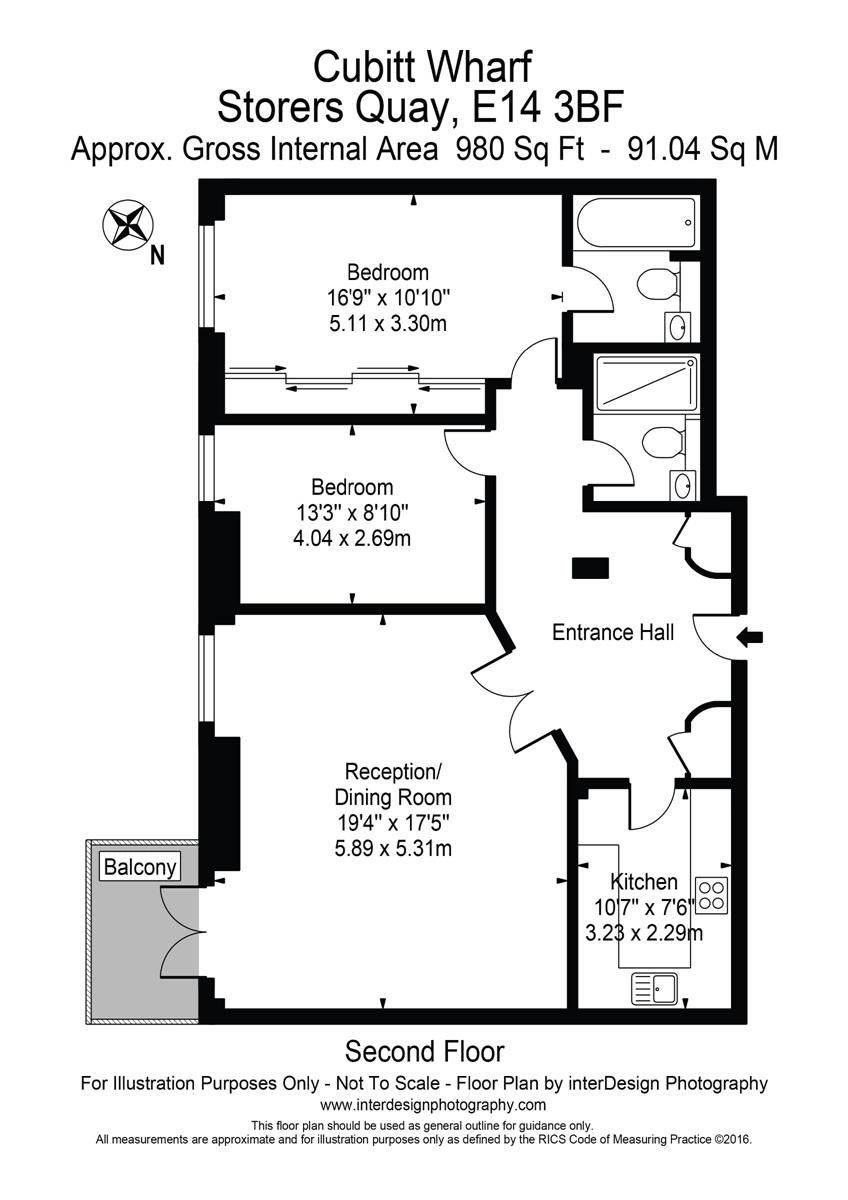 Cubitt Wharf
Storers Quay, E14 3BF
Approx. Gross Internal Area 980 Sq Ft - 91.04 Sq M
N
Bedroom
16'9" x 10'10"
5.11 x 3.30m
Bedroom
13'3" x 8'10"
4.04 x 2.69m
Entrance Hall
Reception/
Dining Room
19'4" x 17'5"
5.89 x 5.31m
Balcony
Kitchen
10'7" x 7'6"
3.23 x 2.29m
Second Floor
For Illustration Purposes Only - Not To Scale - Floor Plan by interDesign Photography
www.interdesignphotography.com
This floor plan should be used as general outline for guidance only.
All measurements are approximate and for illustration purposes only as defined by the RICS Code of Measuring Practice ©2016.